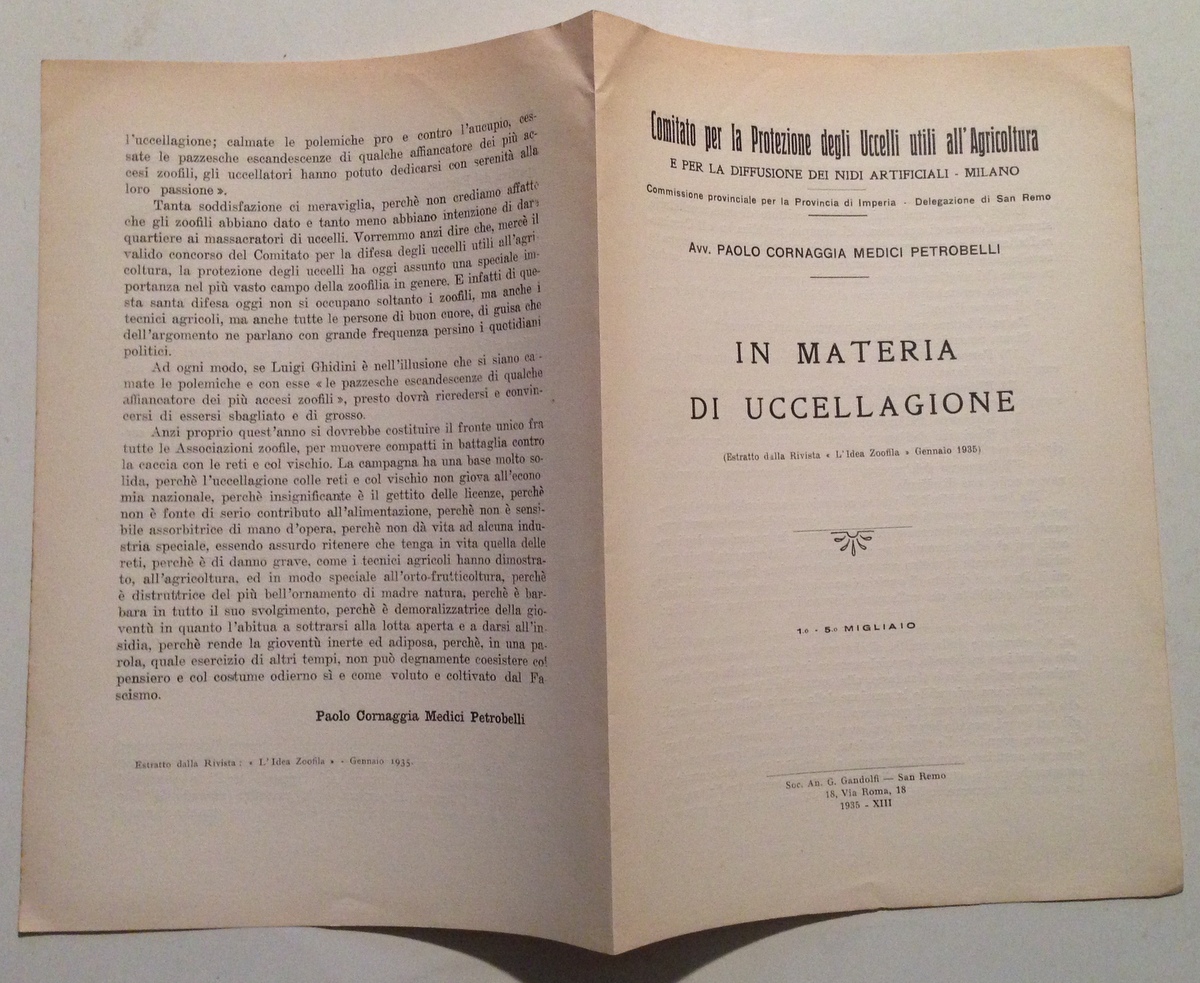 l'uccellagione; calmate le polemiche pro e contro l'aucupio, ces-
sate le pazzesche escandescenze di qualche affiancatore dei più ac-
cesi zoofili, gli uccellatori hanno potuto dedicarsi con serenità alla
loro passione ».
Tanta soddisfazione ci meraviglia, perchè non crediamo affatto
che gli zoofili abbiano dato e tanto meno abbiano intenzione di dar
quartiere ai massacratori di uccelli. Vorremmo anzi dire che, mercè il
valido concorso del Comitato per la difesa degli uccelli utili all'agri
coltura, la protezione degli uccelli ha oggi assunto una speciale im-
portanza nel più vasto campo della zoofilia in genere. E infatti di que-
sta santa difesa oggi non si occupano soltanto i zoofili, ma anche i
tecnici agricoli, ma anche tutte le persone di buon cuore, di guisa che
dell'argomento ne parlano con grande frequenza persino i quotidiani
politici.
Ad ogni modo, se Luigi Ghidini è nell'illusione che si siano ca-
mate le polemiche e con esse « le pazzesche escandescenze di qualche
affiancatore dei più accesi zoofili », presto dovrà ricredersi e convin-
cersi di essersi sbagliato e di grosso.
Anzi proprio quest'anno si dovrebbe costituire il fronte unico fra
tutte le Associazioni zoofile, per muovere compatti in battaglia contro
la caccia con le reti e col vischio. La campagna ha una base molto so-
lida, perchè l'uccellagione colle reti e col vischio non giova all'econo
mia nazionale, perchè insignificante è il gettito delle licenze, perchè
non è fonte di serio contributo all'alimentazione, perchè non è sensi-
bile assorbitrice di mano d'opera, perchè non dà vita ad alcuna indu-
stria speciale, essendo assurdo ritenere che tenga in vita quella delle
reti, perchè è di danno grave, come i tecnici agricoli hanno dimostra-
to, all'agricoltura, ed in modo speciale all'orto-frutticoltura, perchè
è distruttrice del più bell'ornamento di madre natura, perchè è bar-
bara in tutto il suo svolgimento, perchè è demoralizzatrice della gio-
ventù in quanto l'abitua a sottrarsi alla lotta aperta e a darsi all'in
sidia, perchè rende la gioventù inerte ed adiposa, perchè, in una pa-
rola, quale esercizio di altri tempi, non può degnamente coesistere col
pensiero e col costume odierno sì e come voluto e coltivato dal Fa
scismo.
Paolo Cornaggia Medici Petrobelli
Estratto dalla Rivista: « L'Idea Zoofila » - Gennaio 1935.
Comitato per la Protezione degli Uccelli utili all'Agricoltura
E PER LA DIFFUSIONE DEI NIDI ARTIFICIALI - MILANO
Commissione provinciale per la Provincia di Imperia - Delegazione di San Remo
Avv. PAOLO CORNAGGIA MEDICI PETROBELLI
IN MATERIA
DI UCCELLAGIONE
(Estratto dalla Rivista « L'Idea Zoofila » Gennaio 1935)
1.o - 5.o MIGLIAIO
Soc. An. G. Gandolfi — San Remo
18, Via Roma, 18
1935 - XIII